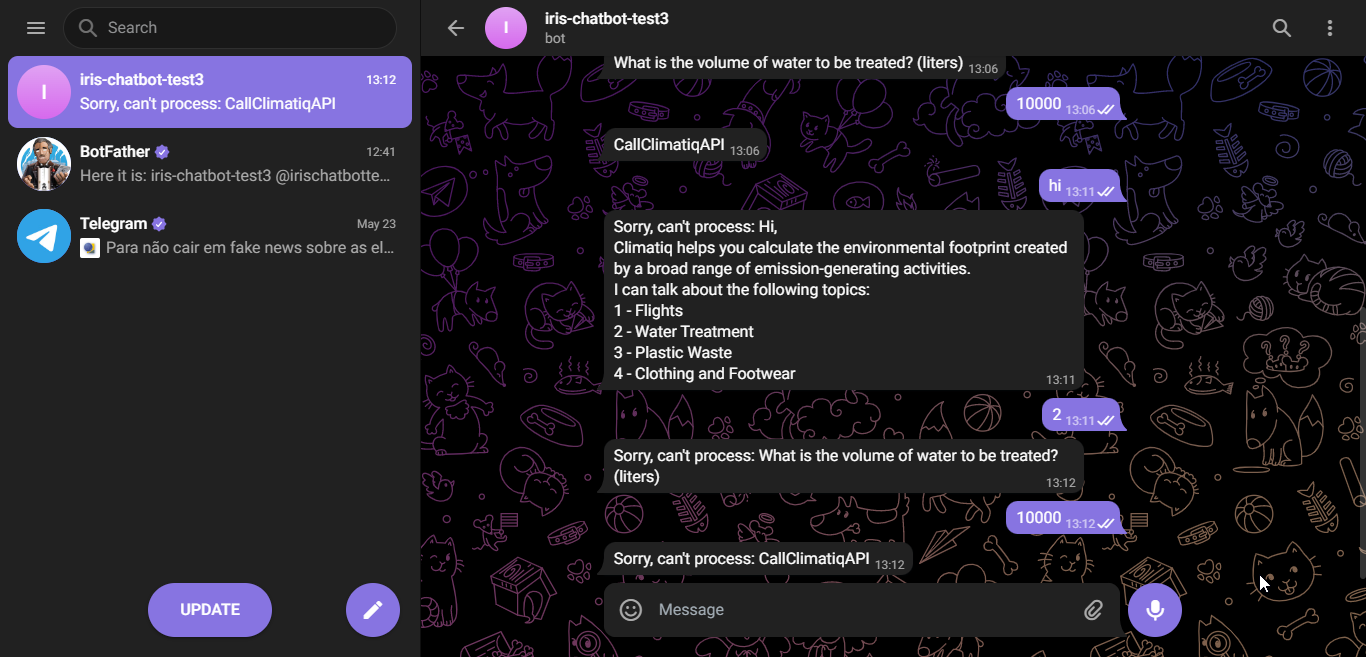 Search
iris-chatbot-test3
13:12
Sorry, can't process: CallClimatiqAPI
BotFather
12:41
Here it is: iris-chatbot-test3 @irischatbotte...
Telegram
May 23
Para não cair em fake news sobre as el...
UPDATE
I
I
iris-chatbot-test3
bot
What is the volume of water to be treated? (liters) 13:06
10000 13:06
CallClimatiqAPI 13:06
hi 13:11
Sorry, can't process: Hi,
Climatiq helps you calculate the environmental footprint created
by a broad range of emission-generating activities.
I can talk about the following topics:
1 - Flights
2 - Water Treatment
3 - Plastic Waste
4 - Clothing and Footwear
13:11
2 13:11
Sorry, can't process: What is the volume of water to be treated?
(liters)
13:12
10000 13:12
Sorry, can't process: CallClimatiqAPI 13:12
Message